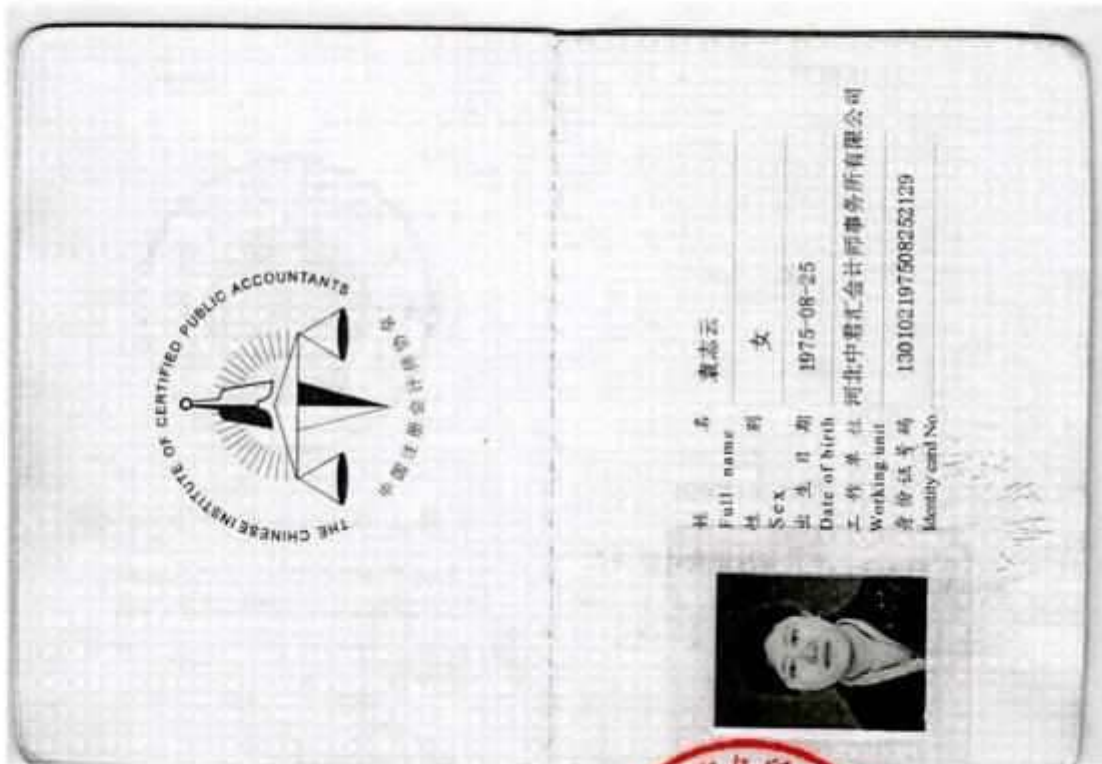 THE CHINESE INSTITUTE OF CERTIFIED PUBLIC ACCOUNTANTS
中国注册会计师协会
姓 名 袁志云
Full name
性 别 女
Sex
出 生 日 期 1975-08-25
Date of birth
工 作 单 位 河北中君汇会计师事务所有限公司
Working unit
身份证号码 130102197508252129
Identity card No.